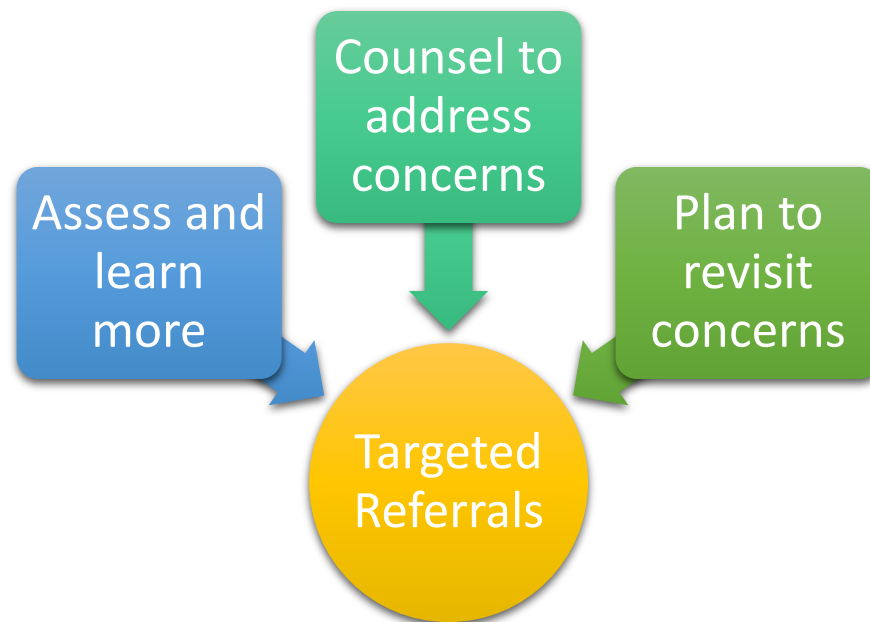 Counsel to
address
concerns
Assess and
learn
more
Plan to
revisit
concerns
Targeted
Referrals